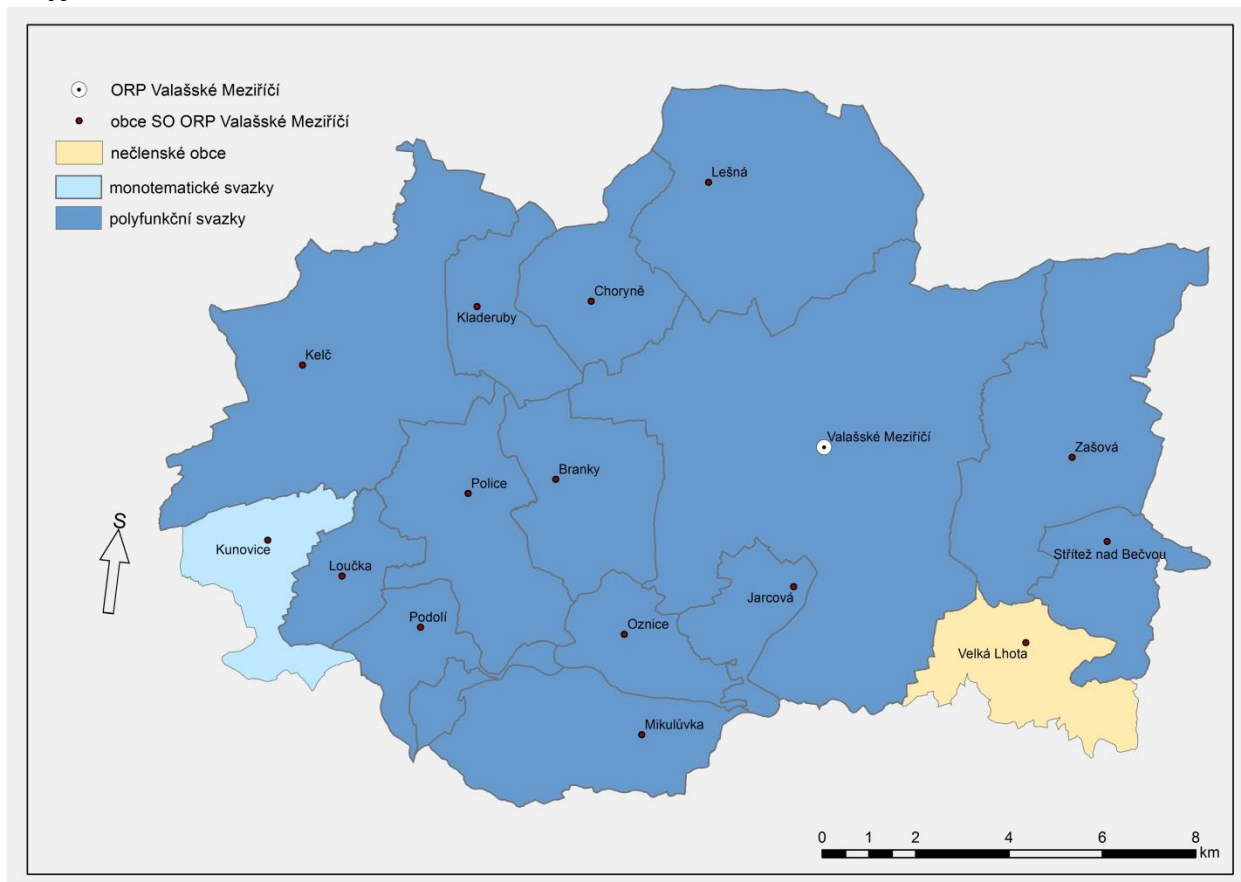 ORP Valašské Meziříčí
obce SO ORP Valašské Meziříčí
nečlenské obce
monotematické svazky
polyfunkční svazky
Lešná
Choryně
Kladeruby
Kelč
Valašské Meziříčí
Zašová
Branky
Police
S
Kunovice
Střítež nad Bečvou
Loučka
Jarcová
Podolí
Oznice
Velká Lhota
Mikulůvka
0 1 2 4 6 8
km